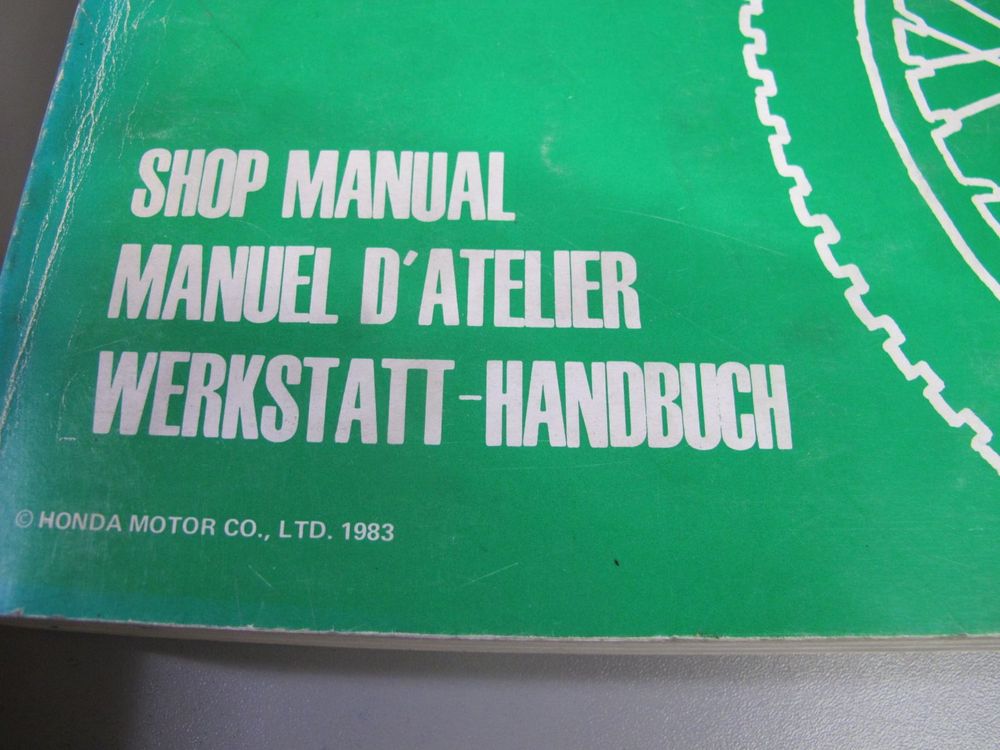 SHOP MANUAL
MANUEL D'ATELIER
WERKSTATT-HANDBUCH
© HONDA MOTOR CO., LTD. 1983